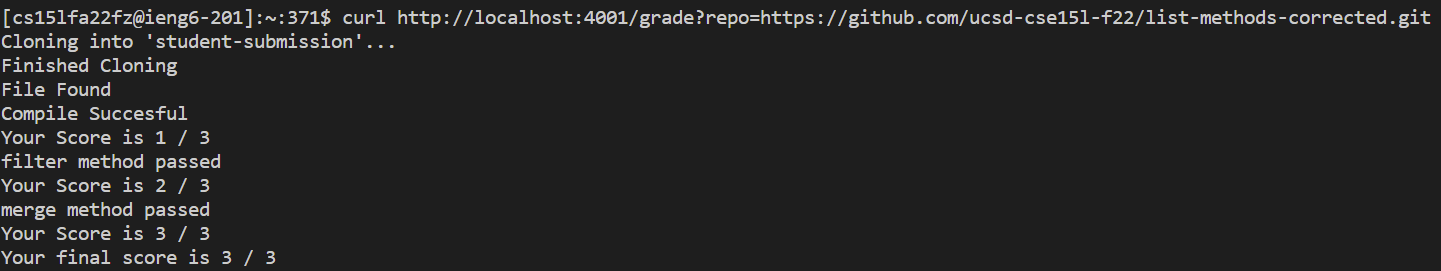 [cs15lfa22fz@ieng6-201]:~:371$ curl http://localhost:4001/grade?repo=https://github.com/ucsd-cse15l-f22/list-methods-corrected.git
Cloning into 'student-submission'...
Finished Cloning
File Found
Compile Succesful
Your Score is 1 / 3
filter method passed
Your Score is 2 / 3
merge method passed
Your Score is 3 / 3
Your final score is 3 / 3